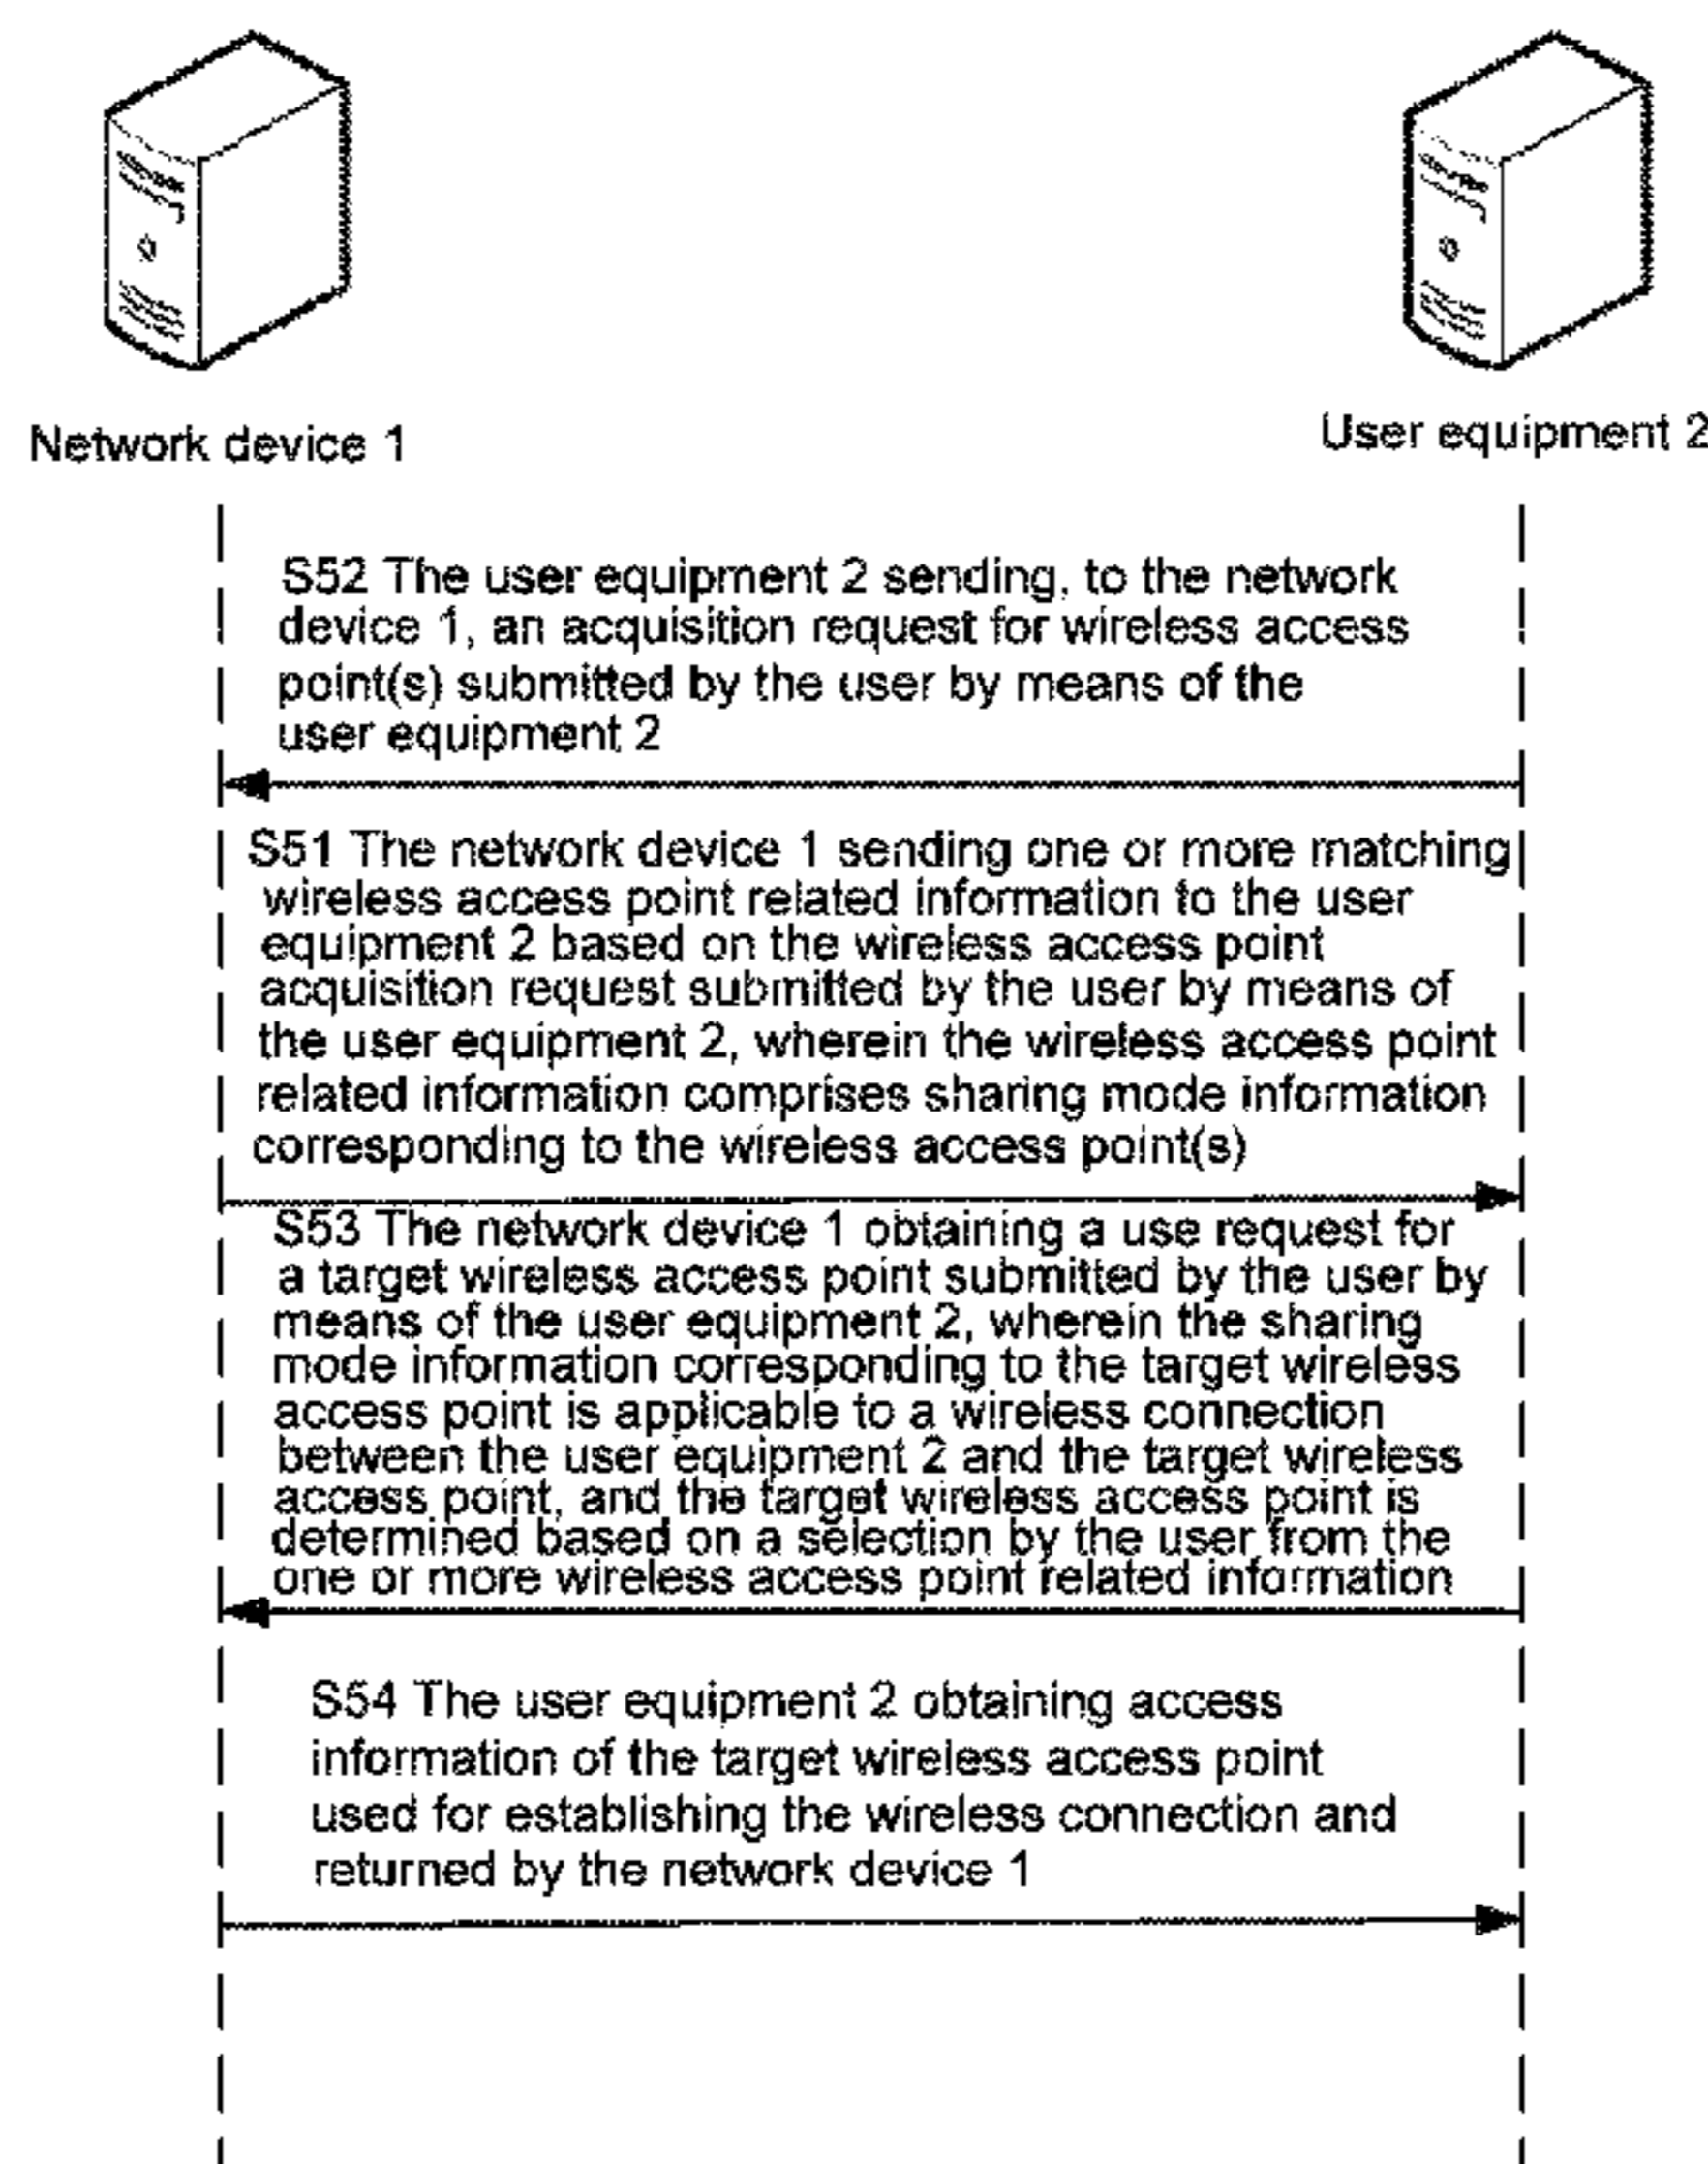 Network device 1
User equipment 2
S52 The user equipment 2 sending, to the network
device 1, an acquisition request for wireless access
point(s) submitted by the user by means of the
user equipment 2
S51 The network device 1 sending one or more matching
wireless access point related information to the user
equipment 2 based on the wireless access point
acquisition request submitted by the user by means of
the user equipment 2, wherein the wireless access point
related information comprises sharing mode information
corresponding to the wireless access point(s)
S53 The network device 1 obtaining a use request for
a target wireless access point submitted by the user by
means of the user equipment 2, wherein the sharing
mode information corresponding to the target wireless
access point is applicable to a wireless connection
between the user equipment 2 and the target wireless
access point, and the target wireless access point is
determined based on a selection by the user from the
one or more wireless access point related information
S54 The user equipment 2 obtaining access
information of the target wireless access point
used for establishing the wireless connection and
returned by the network device 1